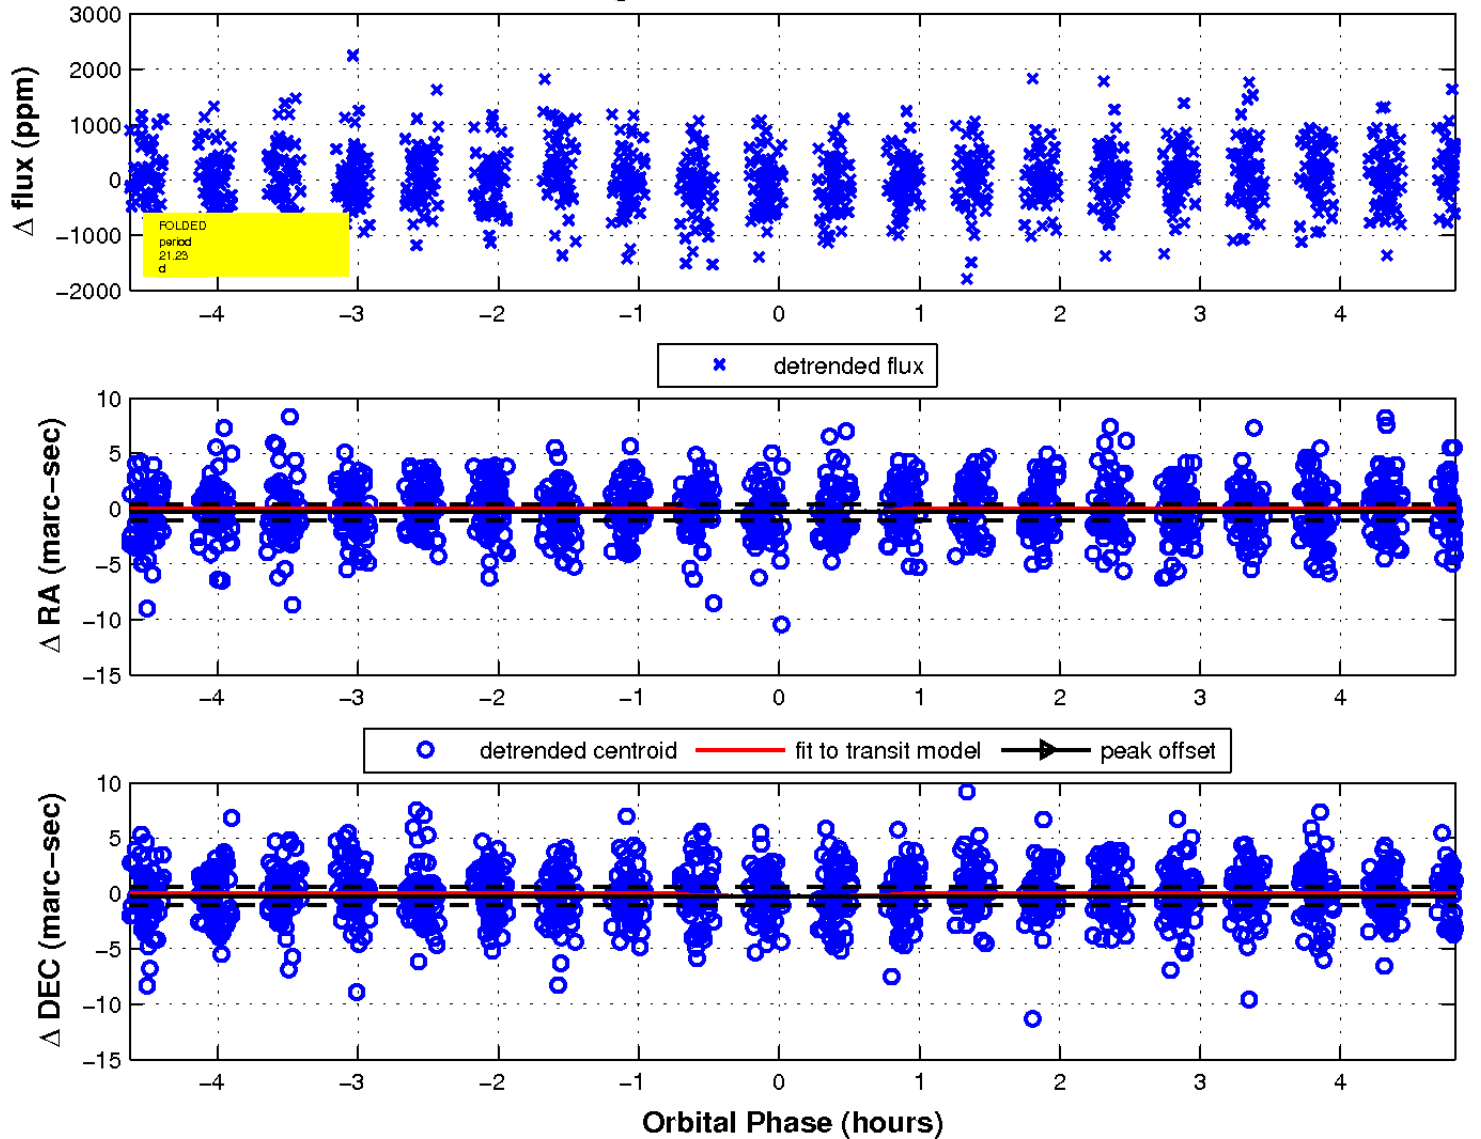 3000
2000
1000
0
−1000
−2000
Δ flux (ppm)
FOLDED
period
21.23
d
−4 −3 −2 −1 0 1 2 3 4
detrended flux
10
5
0
−5
−10
−15
Δ RA (marc−sec)
−4 −3 −2 −1 0 1 2 3 4
detrended centroid fit to transit model peak offset
10
5
0
−5
−10
−15
Δ DEC (marc−sec)
−4 −3 −2 −1 0 1 2 3 4
Orbital Phase (hours)